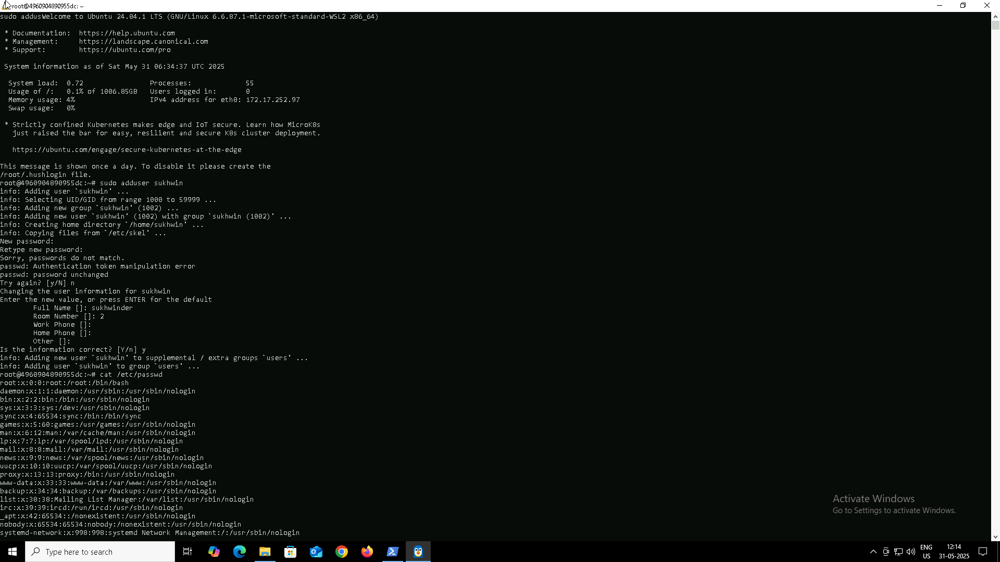 root@4960904890955dc: ~
sudo addusWelcome to Ubuntu 24.04.1 LTS (GNU/Linux 6.6.87.1-microsoft-standard-WSL2 x86_64)
* Documentation:  https://help.ubuntu.com
* Management:     https://landscape.canonical.com
* Support:        https://ubuntu.com/pro
System information as of Sat May 31 06:34:37 UTC 2025
System load:  0.72                Processes:             55
Usage of /:   0.1% of 1006.85GB   Users logged in:       0
Memory usage: 4%                  IPv4 address for eth0: 172.17.252.97
Swap usage:   0%
* Strictly confined Kubernetes makes edge and IoT secure. Learn how MicroK8s
just raised the bar for easy, resilient and secure K8s cluster deployment.
https://ubuntu.com/engage/secure-kubernetes-at-the-edge
This message is shown once a day. To disable it please create the
/root/.hushlogin file.
root@4960904890955dc:~# sudo adduser sukhwin
info: Adding user `sukhwin' ...
info: Selecting UID/GID from range 1000 to 59999 ...
info: Adding new group `sukhwin' (1002) ...
info: Adding new user `sukhwin' (1002) with group `sukhwin (1002)' ...
info: Creating home directory `/home/sukhwin' ...
info: Copying files from `/etc/skel' ...
New password:
Retype new password:
Sorry, passwords do not match.
passwd: Authentication token manipulation error
passwd: password unchanged
Try again? [y/N] n
Changing the user information for sukhwin
Enter the new value, or press ENTER for the default
Full Name []: sukhwinder
Room Number []: 2
Work Phone []:
Home Phone []:
Other []:
Is the information correct? [Y/n] y
info: Adding new user `sukhwin' to supplemental / extra groups `users' ...
info: Adding user `sukhwin' to group `users' ...
root@4960904890955dc:~# cat /etc/passwd
root:x:0:0:root:/root:/bin/bash
daemon:x:1:1:daemon:/usr/sbin:/usr/sbin/nologin
bin:x:2:2:bin:/bin:/usr/sbin/nologin
sys:x:3:3:sys:/dev:/usr/sbin/nologin
sync:x:4:65534:sync:/bin:/bin/sync
games:x:5:60:games:/usr/games:/usr/sbin/nologin
man:x:6:12:man:/var/cache/man:/usr/sbin/nologin
lp:x:7:7:lp:/var/spool/lpd:/usr/sbin/nologin
mail:x:8:8:mail:/var/mail:/usr/sbin/nologin
news:x:9:9:news:/var/spool/news:/usr/sbin/nologin
uucp:x:10:10:uucp:/var/spool/uucp:/usr/sbin/nologin
proxy:x:13:13:proxy:/bin:/usr/sbin/nologin
www-data:x:33:33:www-data:/var/www:/usr/sbin/nologin
backup:x:34:34:backup:/var/backups:/usr/sbin/nologin
list:x:38:38:Mailing List Manager:/var/list:/usr/sbin/nologin
irc:x:39:39:ircd:/run/ircd:/usr/sbin/nologin
_apt:x:42:65534::/nonexistent:/usr/sbin/nologin
nobody:x:65534:65534:nobody:/nonexistent:/usr/sbin/nologin
systemd-network:x:998:998:systemd Network Management:/:/usr/sbin/nologin
Activate Windows
Go to Settings to activate Windows.
Type here to search
ENG
US
12:14
31-05-2025